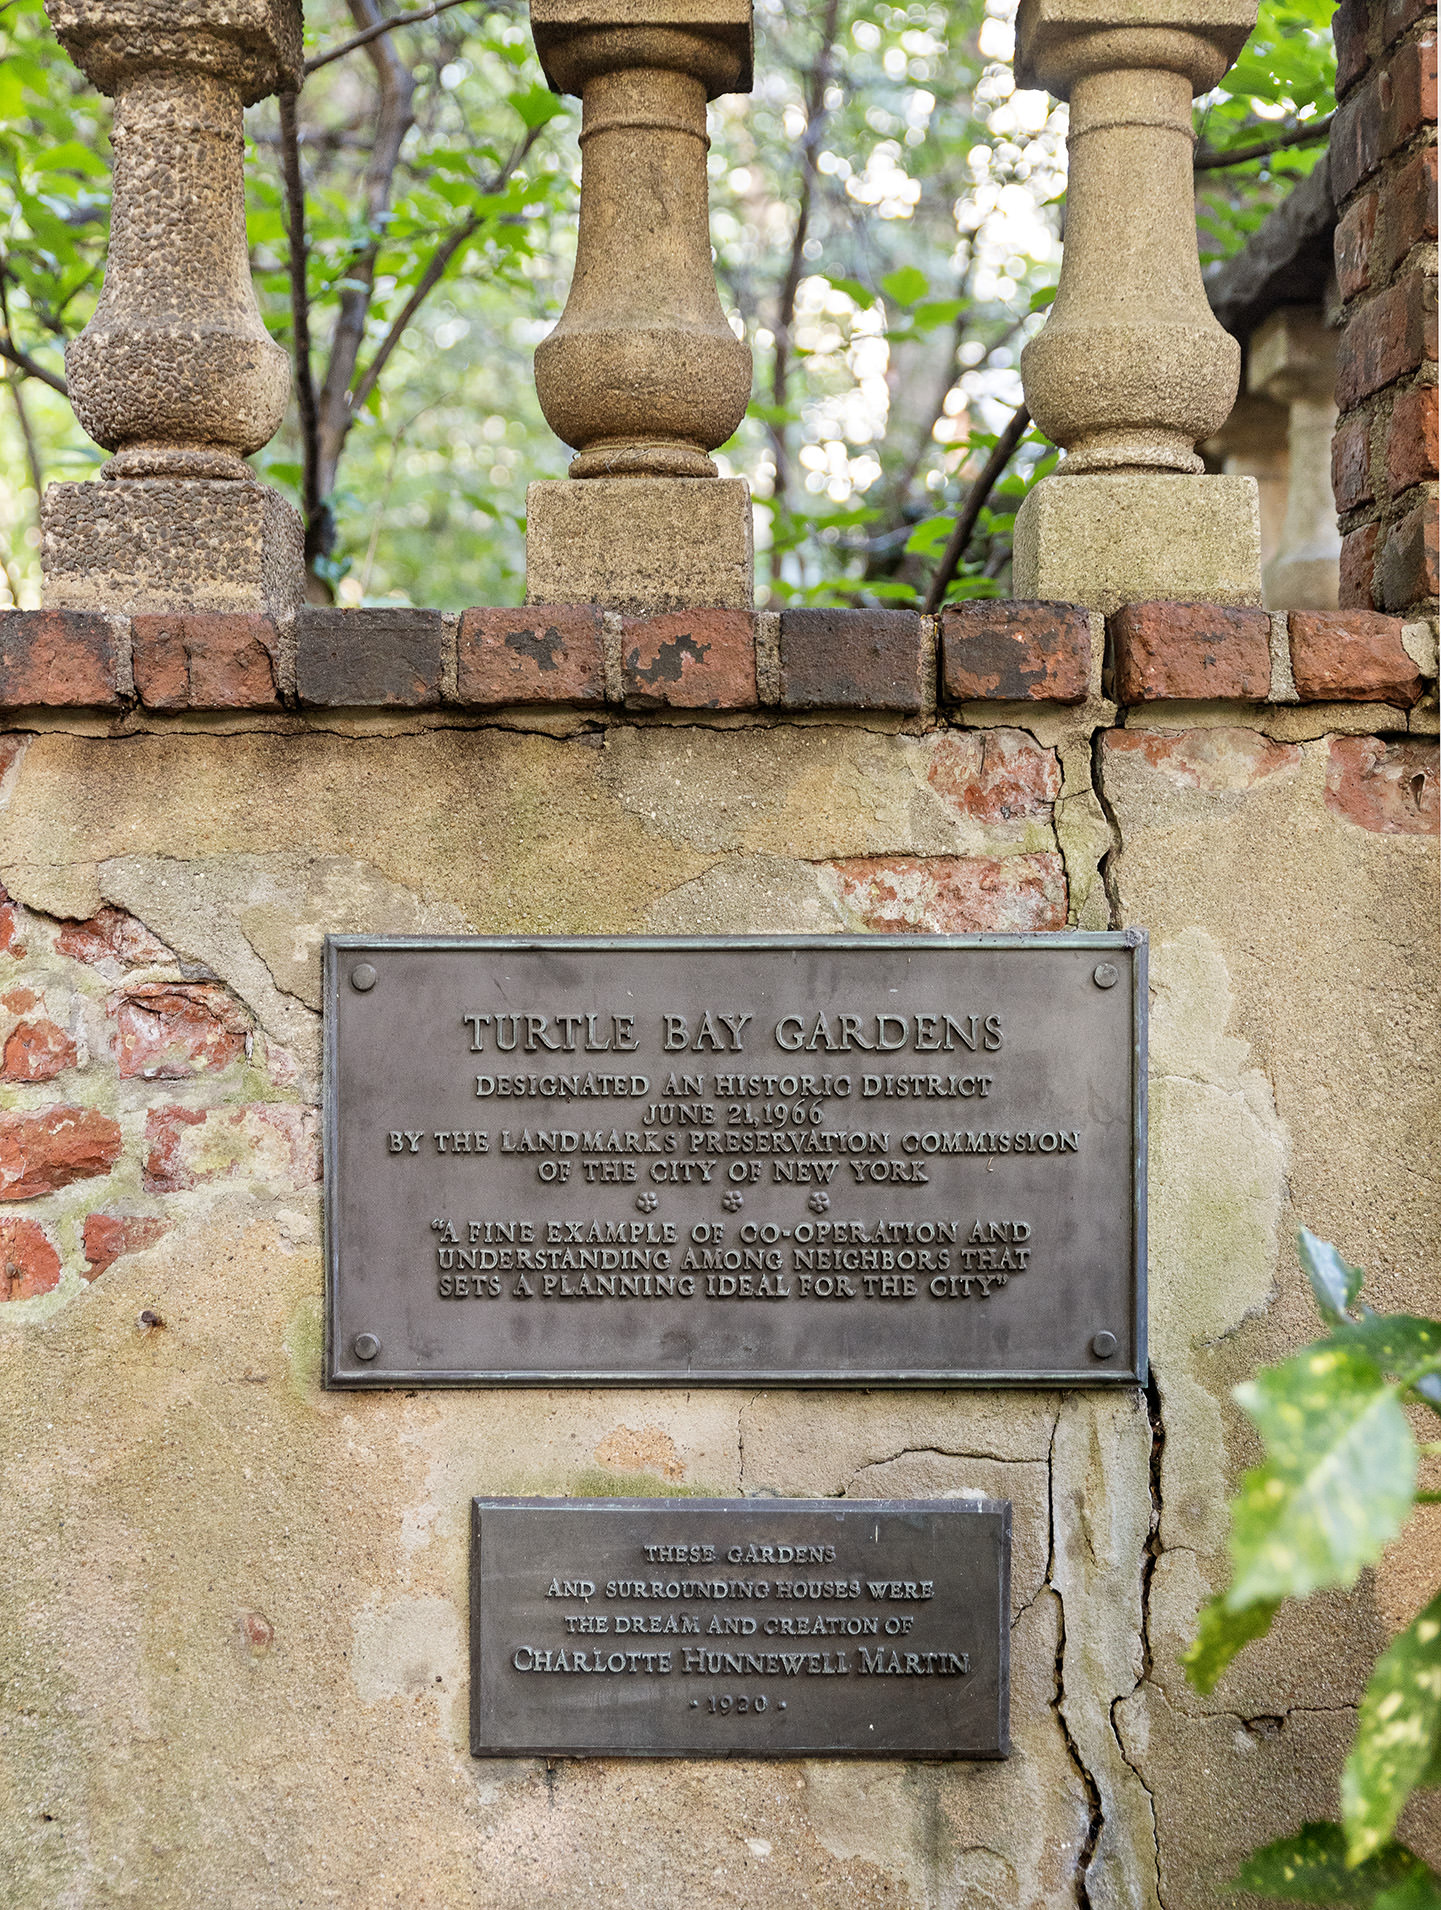 TURTLE BAY GARDENS
DESIGNATED AN HISTORIC DISTRICT
JUNE 21, 1966
BY THE LANDMARKS PRESERVATION COMMISSION
OF THE CITY OF NEW YORK
“A FINE EXAMPLE OF CO-OPERATION AND
UNDERSTANDING AMONG NEIGHBORS THAT
SETS A PLANNING IDEAL FOR THE CITY”
THESE GARDENS
AND SURROUNDING HOUSES WERE
THE DREAM AND CREATION OF
CHARLOTTE HUNNEWELL MARTIN
· 1920 ·